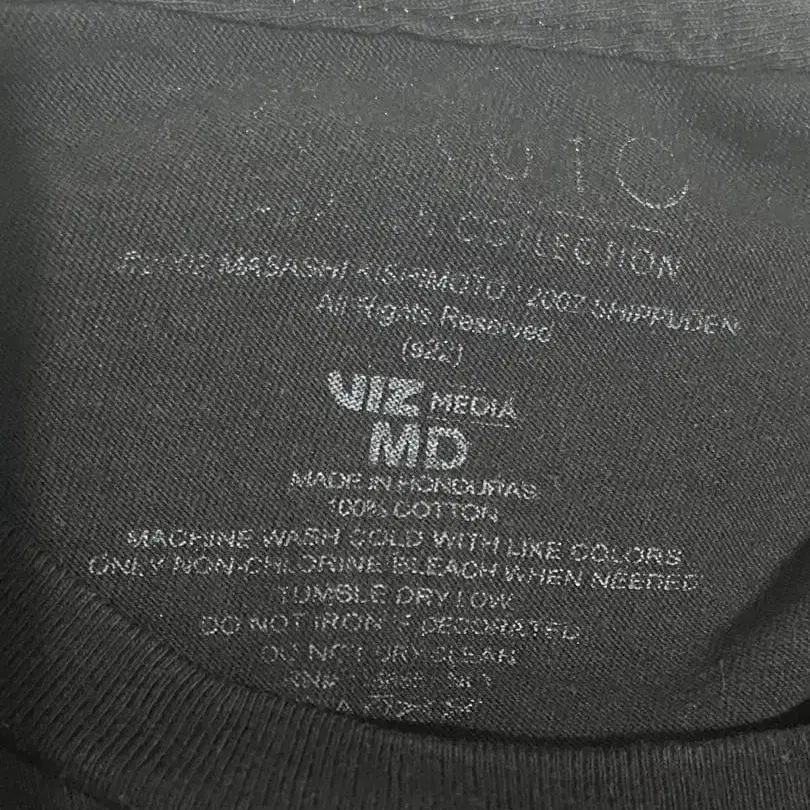 COLLECTION
MASASHI KISHIMOTO 2007 SHIPPUDEN
All Rights Reserved
(s22)
VIZ MEDIA
MD
MADE IN HONDURAS
100% COTTON
MACHINE WASH COLD WITH LIKE COLORS
ONLY NON-CHLORINE BLEACH WHEN NEEDED
TUMBLE DRY LOW
DO NOT IRON IF DECORATED
DO NOT DRY CLEAN